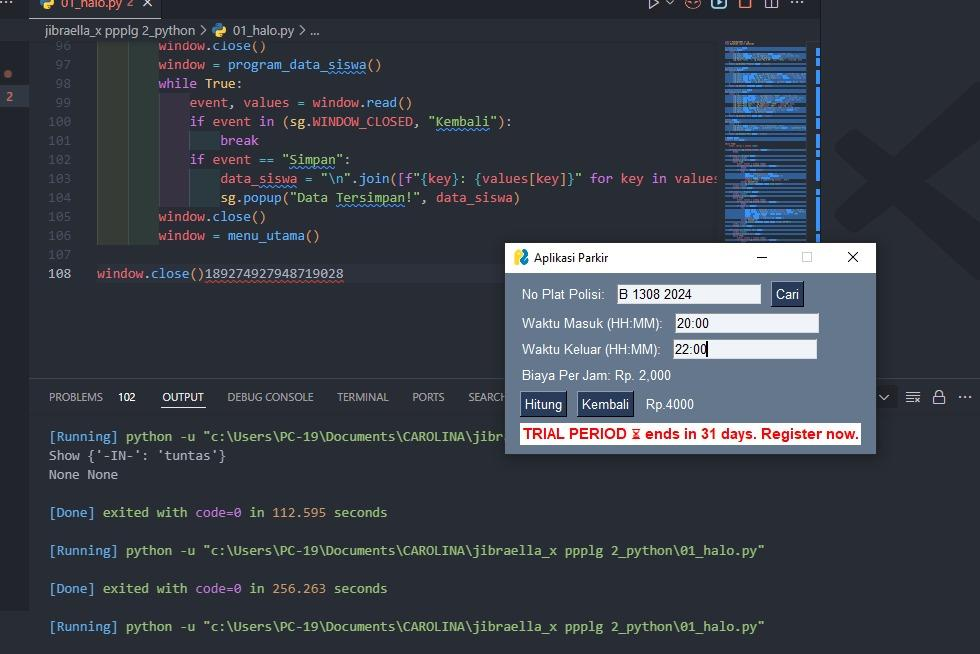 01_halo.py 2
jibraella_x ppplg 2_python > 01_halo.py > ...
96 window.close()
97 window = program_data_siswa()
98 while True:
99 event, values = window.read()
100 if event in (sg.WINDOW_CLOSED, "Kembali"):
101 break
102 if event == "Simpan":
103 data_siswa = "\n".join([f"{key}: {values[key]}" for key in values
104 sg.popup("Data Tersimpan!", data_siswa)
105 window.close()
106 window = menu_utama()
107
108 window.close()189274927948719028
2
Aplikasi Parkir
No Plat Polisi: B 1308 2024 Cari
Waktu Masuk (HH:MM): 20:00
Waktu Keluar (HH:MM): 22:00
Biaya Per Jam: Rp. 2,000
Hitung Kembali Rp.4000
TRIAL PERIOD ⌛ ends in 31 days. Register now.
PROBLEMS 102 OUTPUT DEBUG CONSOLE TERMINAL PORTS SEARCH
[Running] python -u "c:\Users\PC-19\Documents\CAROLINA\jibra
Show {'-IN-': 'tuntas'}
None None
[Done] exited with code=0 in 112.595 seconds
[Running] python -u "c:\Users\PC-19\Documents\CAROLINA\jibraella_x ppplg 2_python\01_halo.py"
[Done] exited with code=0 in 256.263 seconds
[Running] python -u "c:\Users\PC-19\Documents\CAROLINA\jibraella_x ppplg 2_python\01_halo.py"